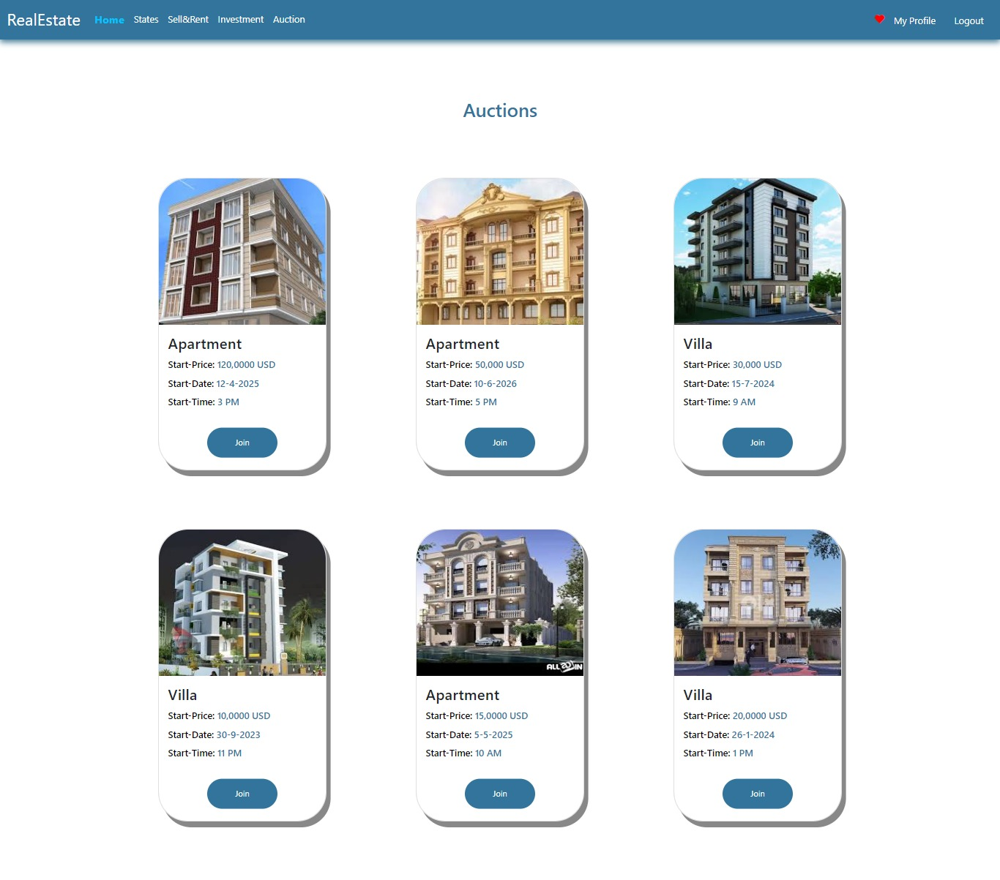 RealEstate Home States Sell&Rent Investment Auction My Profile Logout
Auctions
Apartment
Start-Price: 120,0000 USD
Start-Date: 12-4-2025
Start-Time: 3 PM
Join
Apartment
Start-Price: 50,000 USD
Start-Date: 10-6-2026
Start-Time: 5 PM
Join
Villa
Start-Price: 30,000 USD
Start-Date: 15-7-2024
Start-Time: 9 AM
Join
Villa
Start-Price: 10,0000 USD
Start-Date: 30-9-2023
Start-Time: 11 PM
Join
Apartment
Start-Price: 15,0000 USD
Start-Date: 5-5-2025
Start-Time: 10 AM
Join
Villa
Start-Price: 20,0000 USD
Start-Date: 26-1-2024
Start-Time: 1 PM
Join